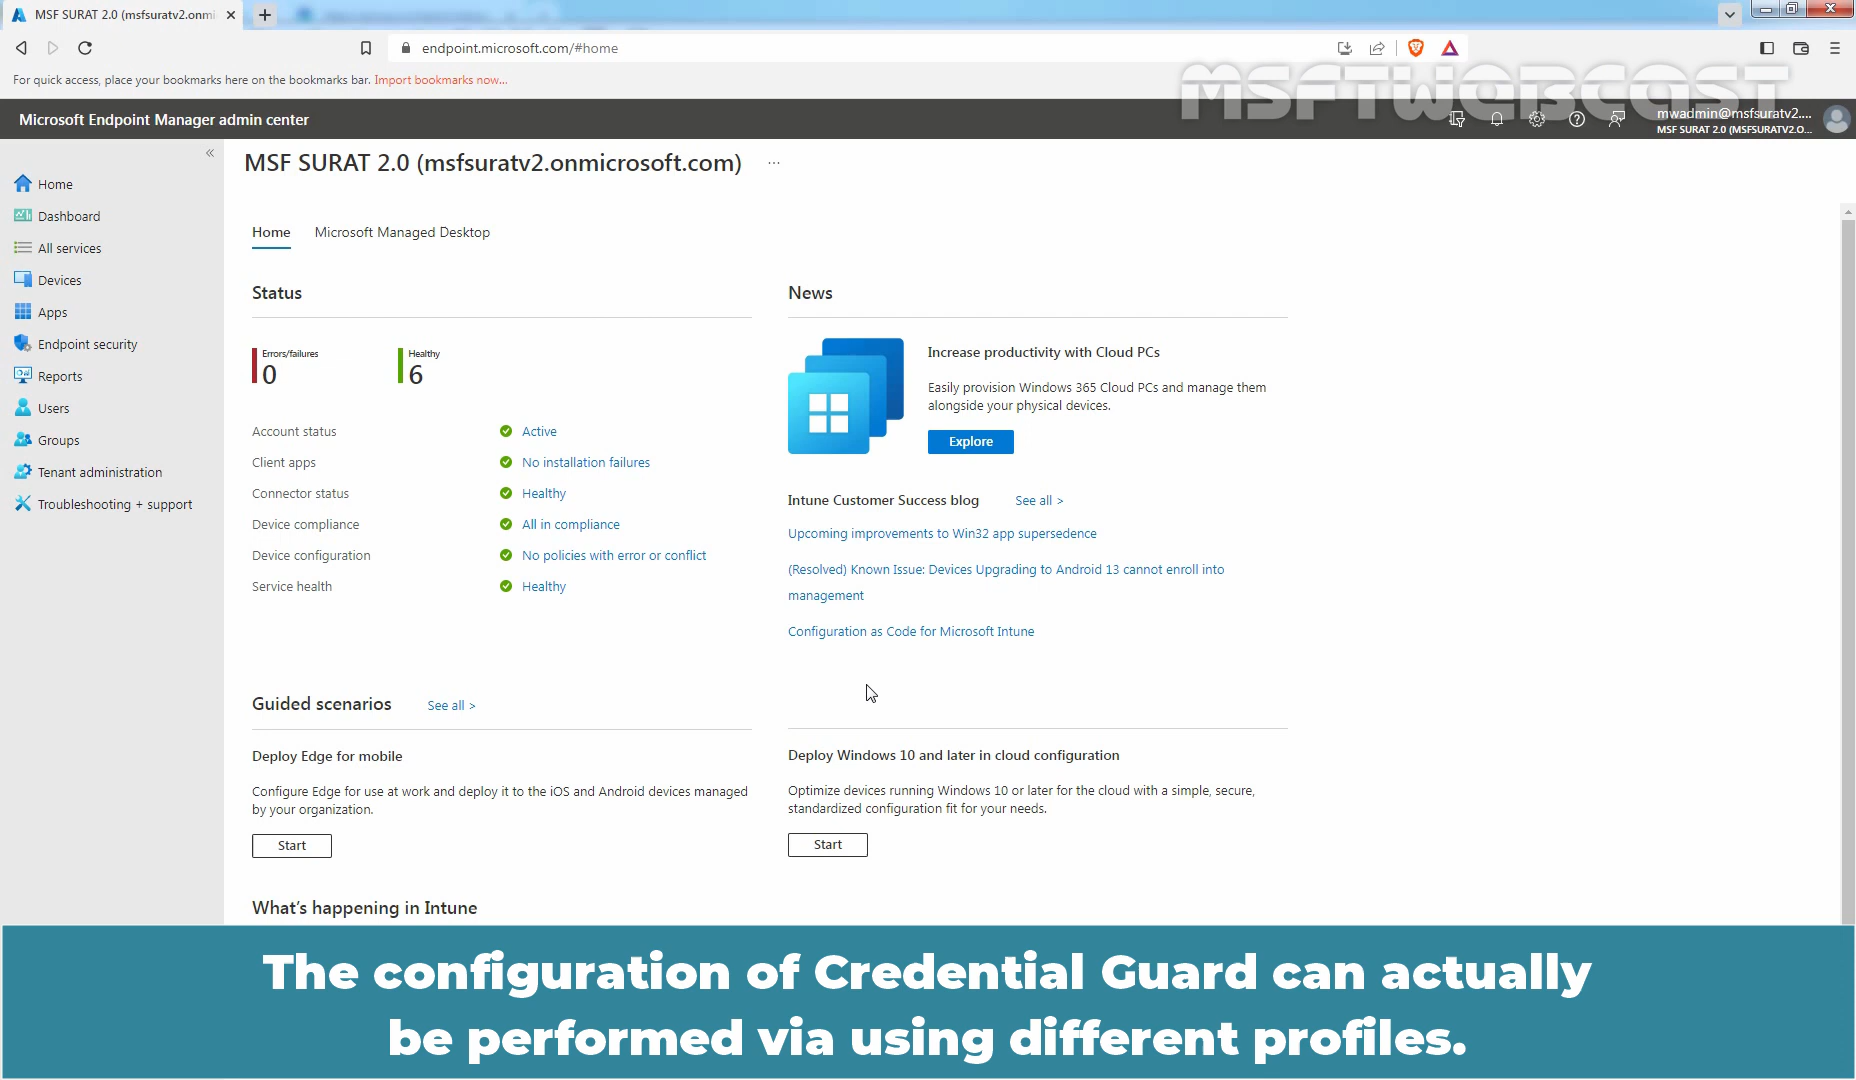 MSF SURAT 2.0 (msfsuratv2.onmi
endpoint.microsoft.com/#home
For quick access, place your bookmarks here on the bookmarks bar. Import bookmarks now...
MSFTWEBCAST
Microsoft Endpoint Manager admin center
mwadmin@msfsuratv2....
MSF SURAT 2.0 (MSFSURATV2.O...
«
MSF SURAT 2.0 (msfsuratv2.onmicrosoft.com) ...
Home
Dashboard
All services
Devices
Apps
Endpoint security
Reports
Users
Groups
Tenant administration
Troubleshooting + support
Home Microsoft Managed Desktop
Status
Errors/failures
0
Healthy
6
Account status Active
Client apps No installation failures
Connector status Healthy
Device compliance All in compliance
Device configuration No policies with error or conflict
Service health Healthy
News
Increase productivity with Cloud PCs
Easily provision Windows 365 Cloud PCs and manage them
alongside your physical devices.
Explore
Intune Customer Success blog See all >
Upcoming improvements to Win32 app supersedence
(Resolved) Known Issue: Devices Upgrading to Android 13 cannot enroll into
management
Configuration as Code for Microsoft Intune
Guided scenarios See all >
Deploy Edge for mobile
Configure Edge for use at work and deploy it to the iOS and Android devices managed
by your organization.
Start
Deploy Windows 10 and later in cloud configuration
Optimize devices running Windows 10 or later for the cloud with a simple, secure,
standardized configuration fit for your needs.
Start
What's happening in Intune
The configuration of Credential Guard can actually
be performed via using different profiles.